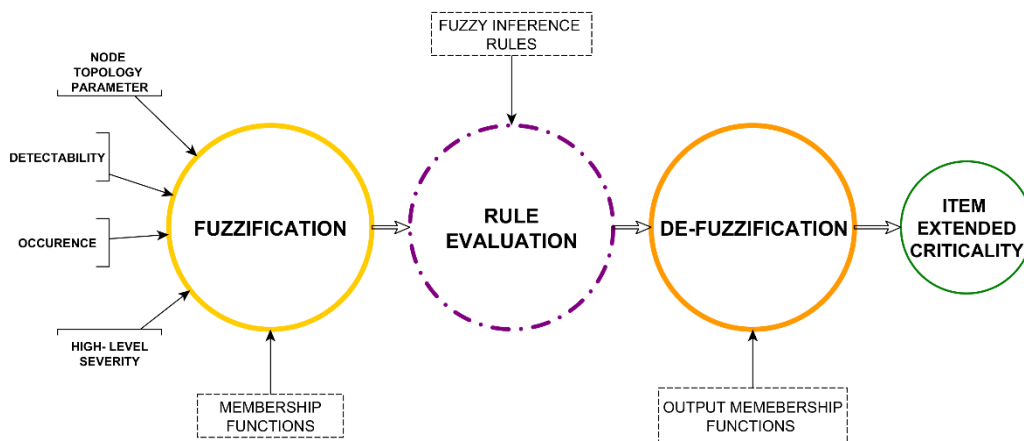 FUZZY INFERENCE
RULES
NODE
TOPOLOGY
PARAMETER
DETECTABILITY
OCCURENCE
HIGH- LEVEL
SEVERITY
FUZZIFICATION
MEMBERSHIP
FUNCTIONS
RULE
EVALUATION
DE-FUZZIFICATION
OUTPUT MEMEBERSHIP
FUNCTIONS
ITEM
EXTENDED
CRITICALITY